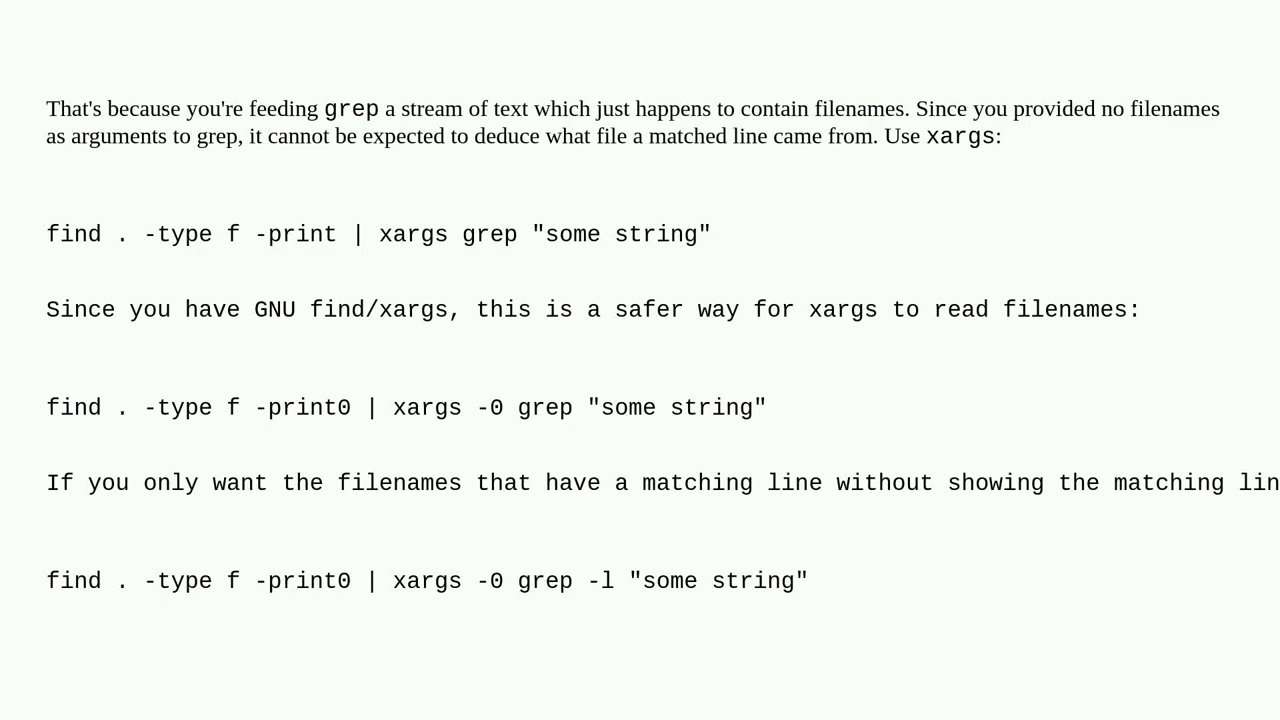 That's because you're feeding grep a stream of text which just happens to contain filenames. Since you provided no filenames
as arguments to grep, it cannot be expected to deduce what file a matched line came from. Use xargs:
find . -type f -print | xargs grep "some string"
Since you have GNU find/xargs, this is a safer way for xargs to read filenames:
find . -type f -print0 | xargs -0 grep "some string"
If you only want the filenames that have a matching line without showing the matching lin
find . -type f -print0 | xargs -0 grep -l "some string"